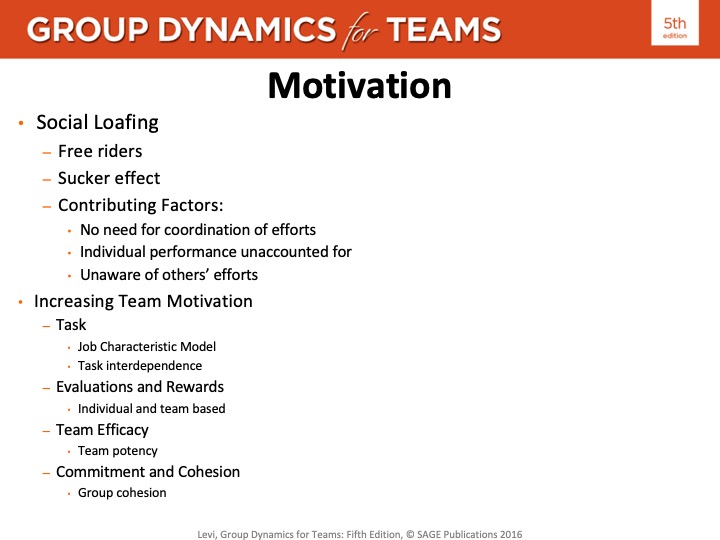 GROUP DYNAMICS for TEAMS
5th
edition
Motivation
• Social Loafing
– Free riders
– Sucker effect
– Contributing Factors:
• No need for coordination of efforts
• Individual performance unaccounted for
• Unaware of others’ efforts
• Increasing Team Motivation
– Task
• Job Characteristic Model
• Task interdependence
– Evaluations and Rewards
• Individual and team based
– Team Efficacy
• Team potency
– Commitment and Cohesion
• Group cohesion
Levi, Group Dynamics for Teams: Fifth Edition, © SAGE Publications 2016